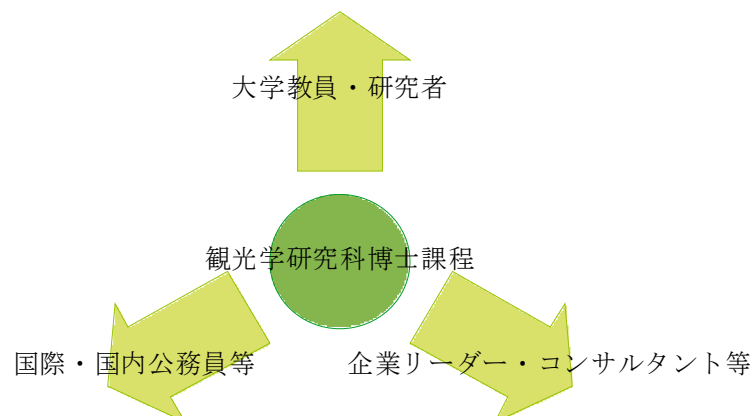 大学教員・研究者
観光学研究科博士課程
国際・国内公務員等
企業リーダー・コンサルタント等